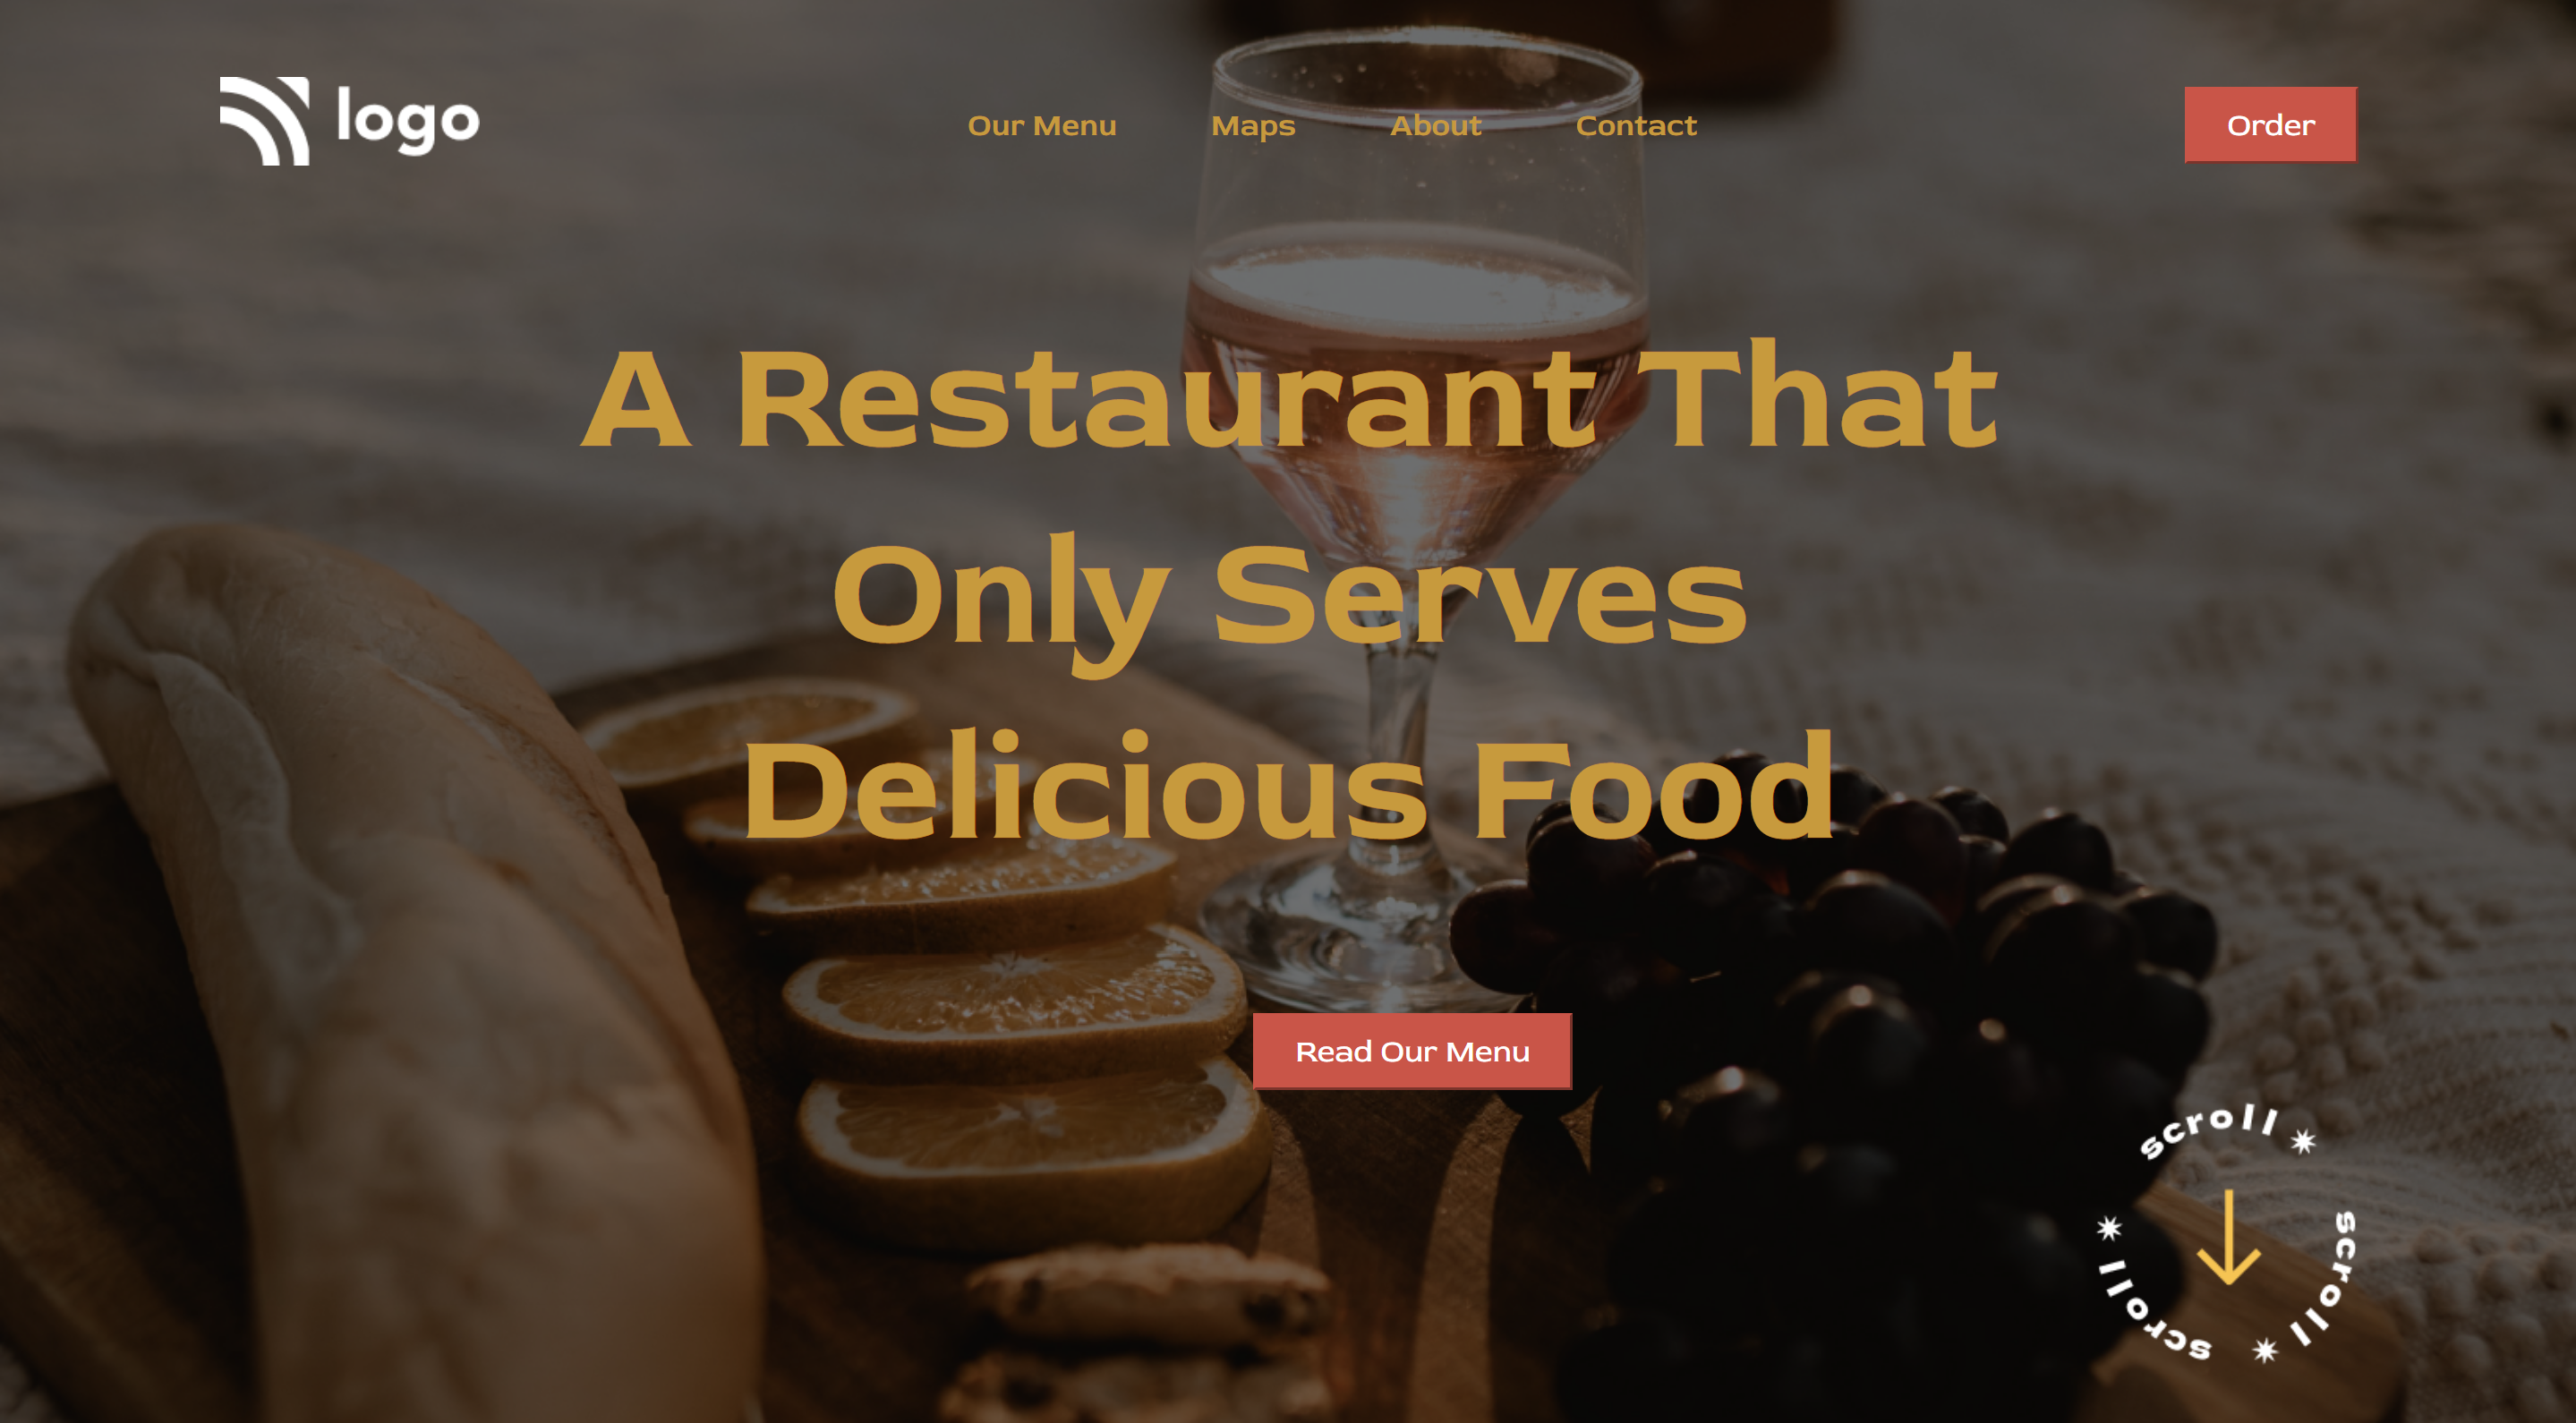 logo
Our Menu
Maps
About
Contact
Order
A Restaurant That
Only Serves
Delicious Food
Read Our Menu
scroll * scroll * scroll *